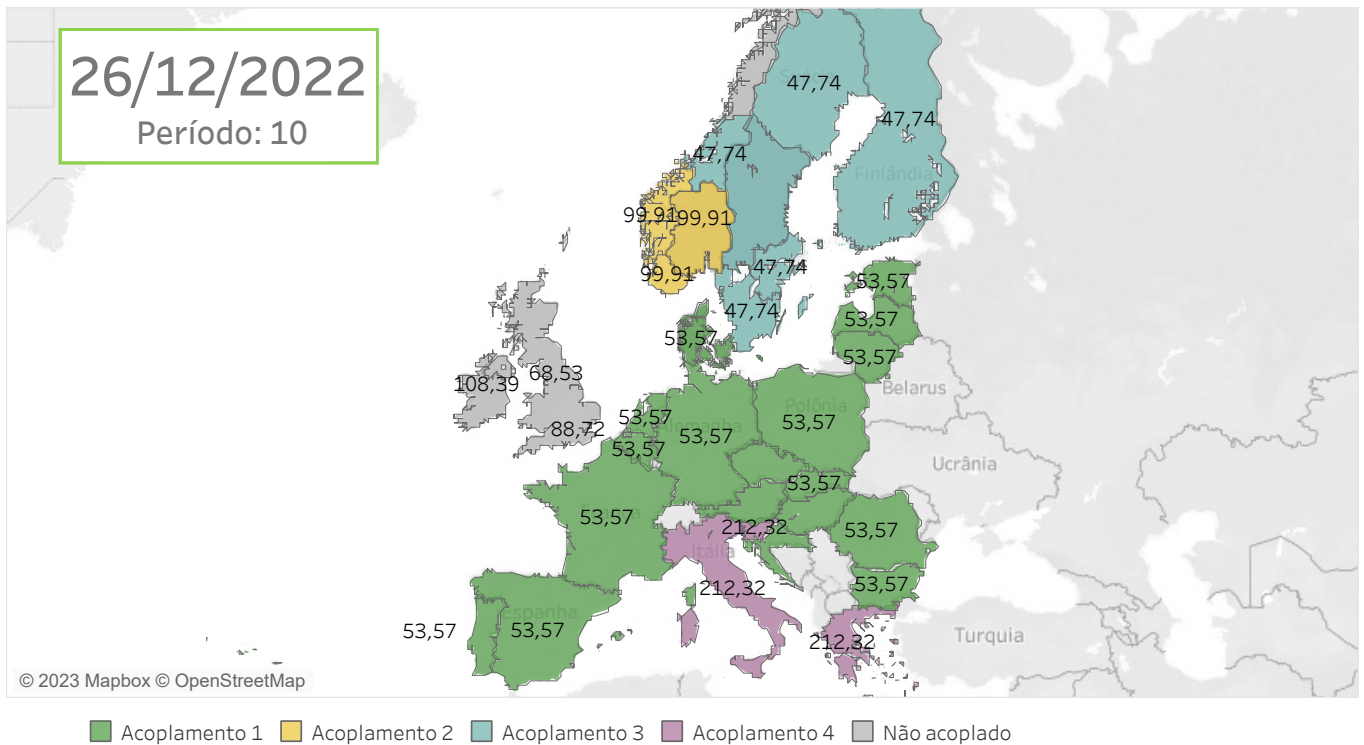 26/12/2022
Período: 10
47,74
47,74
47,74
Finlândia
99,91
99,91
99,91
47,74
47,74
53,57
53,57
53,57
53,57
108,39
68,53
88,72
Belarus
Polônia
53,57
53,57
Alemanha
53,57
53,57
Ucrânia
53,57
53,57
53,57
212,32
Itália
212,32
53,57
Espanha
53,57
53,57
212,32
Turquia
© 2023 Mapbox © OpenStreetMap
Acoplamento 1
Acoplamento 2
Acoplamento 3
Acoplamento 4
Não acoplado